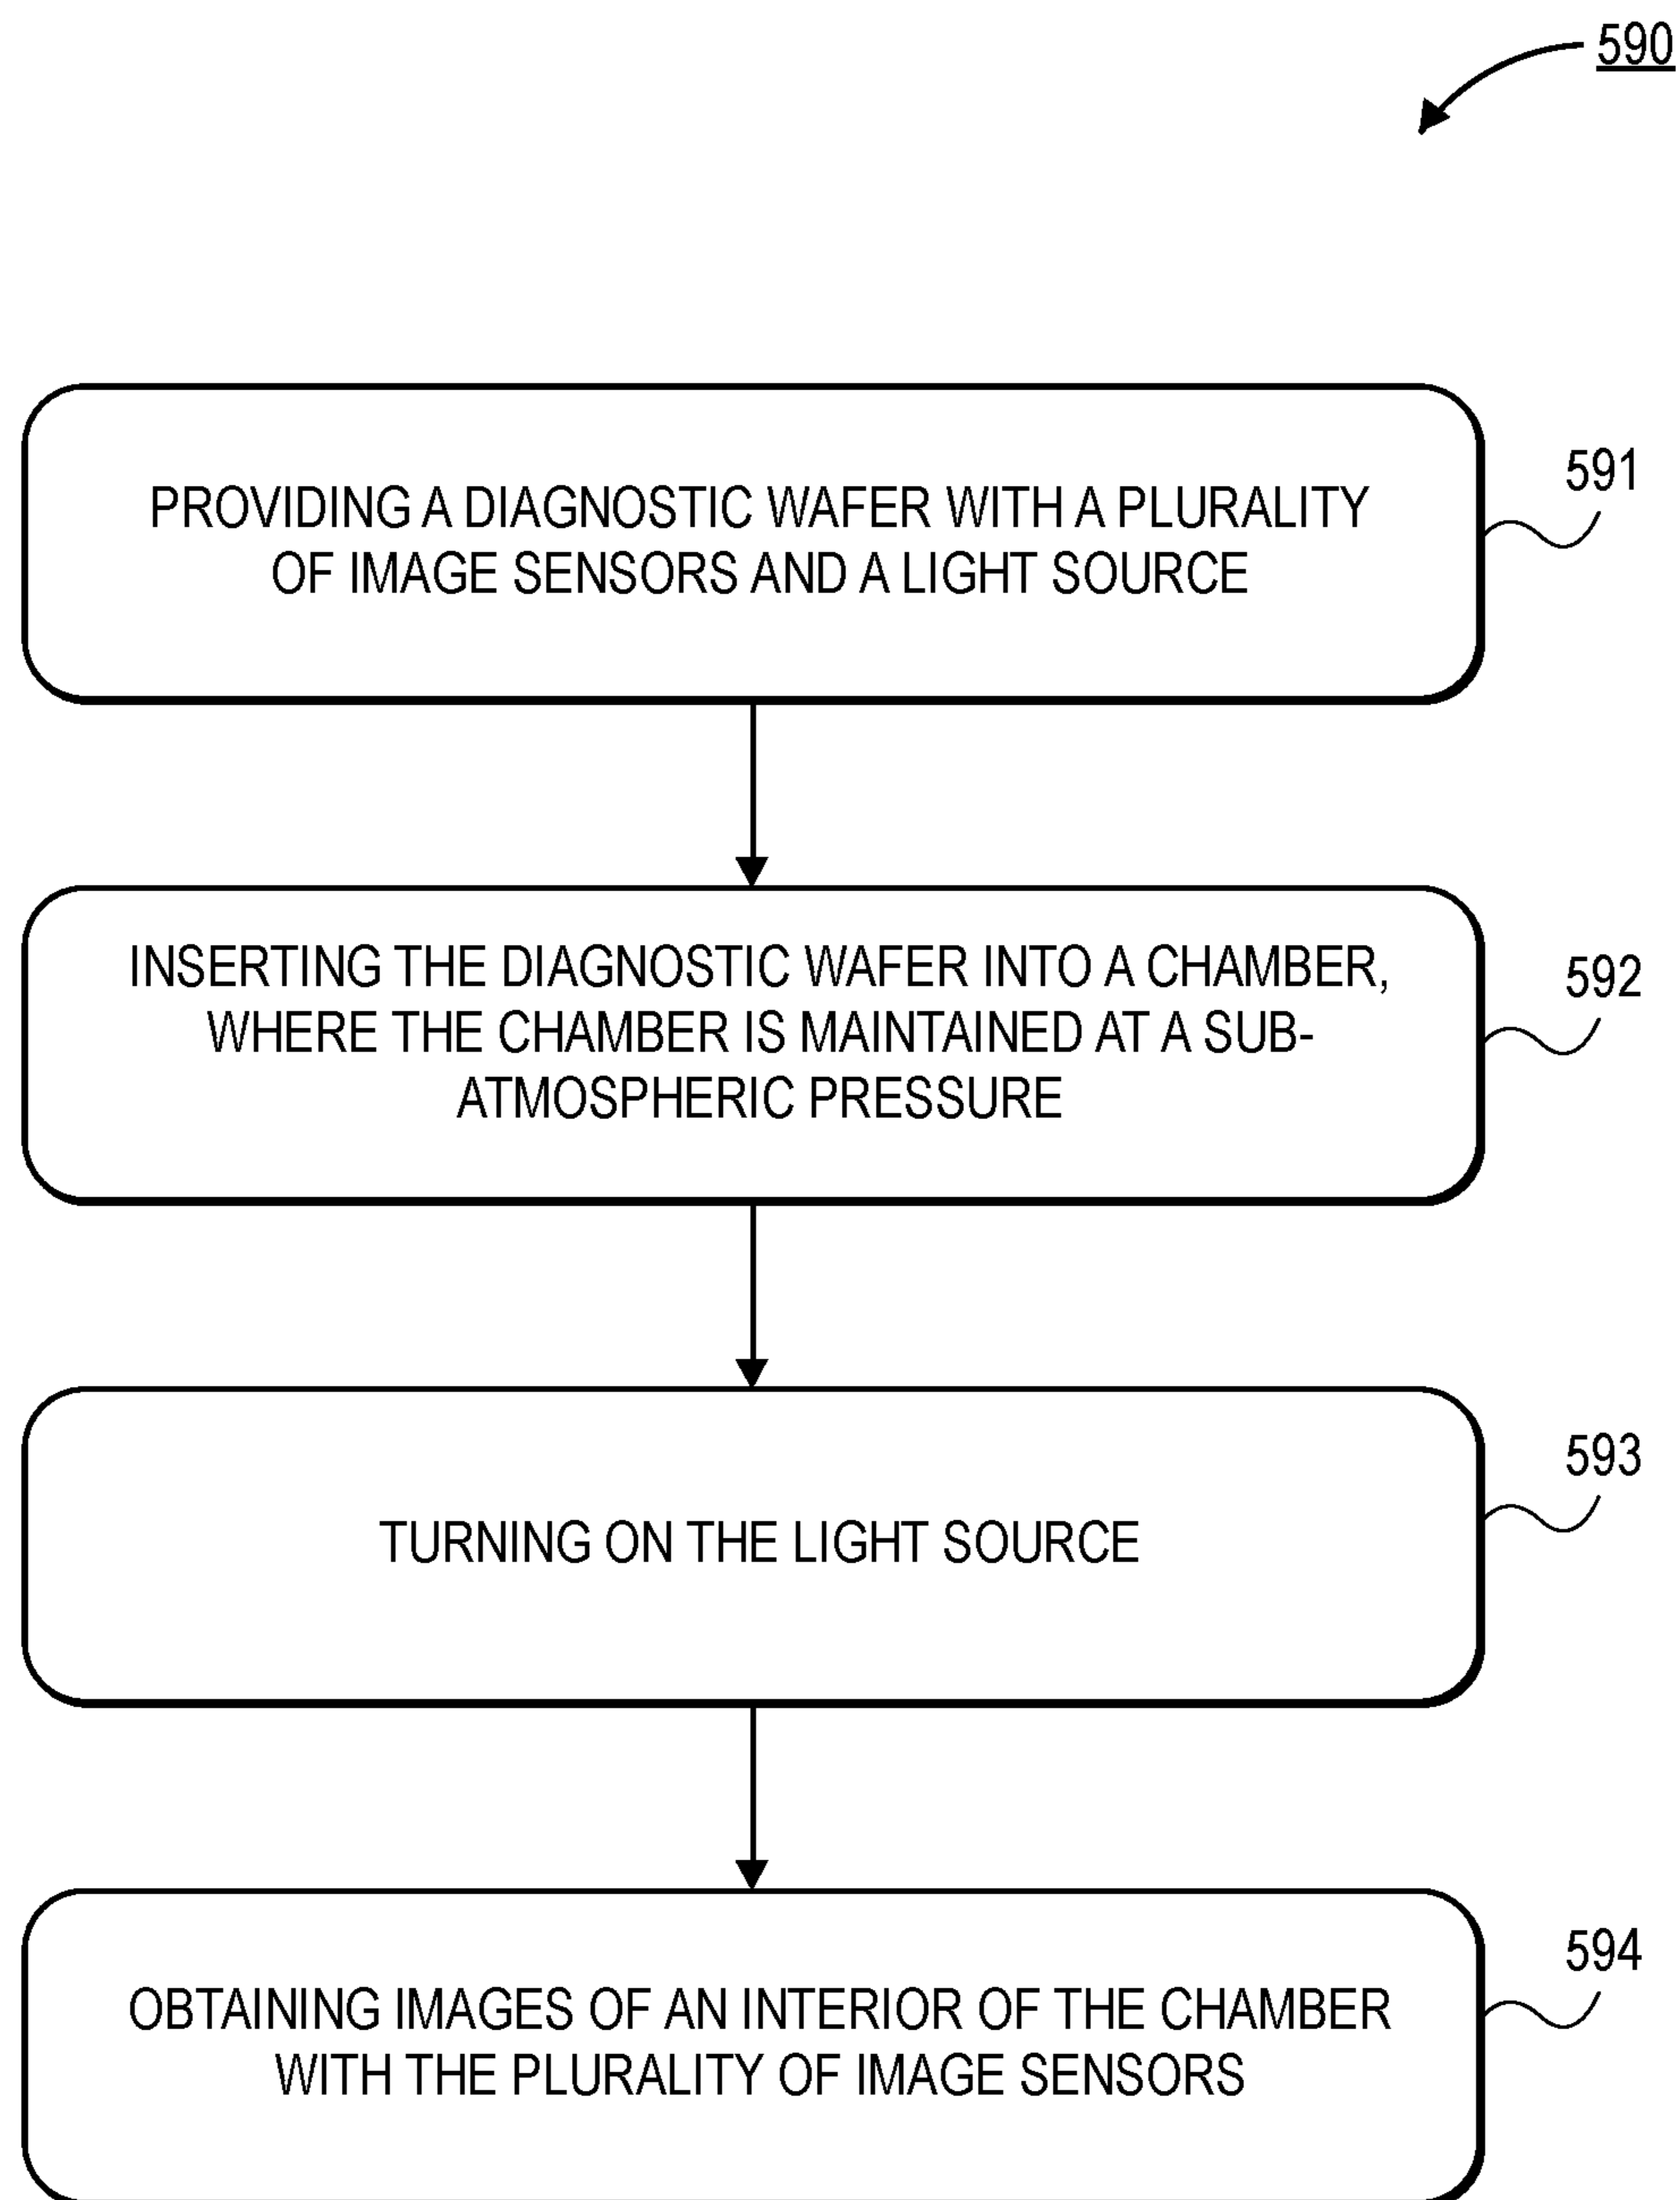 590
PROVIDING A DIAGNOSTIC WAFER WITH A PLURALITY
OF IMAGE SENSORS AND A LIGHT SOURCE
591
INSERTING THE DIAGNOSTIC WAFER INTO A CHAMBER,
WHERE THE CHAMBER IS MAINTAINED AT A SUB-
ATMOSPHERIC PRESSURE
592
TURNING ON THE LIGHT SOURCE
593
OBTAINING IMAGES OF AN INTERIOR OF THE CHAMBER
WITH THE PLURALITY OF IMAGE SENSORS
594